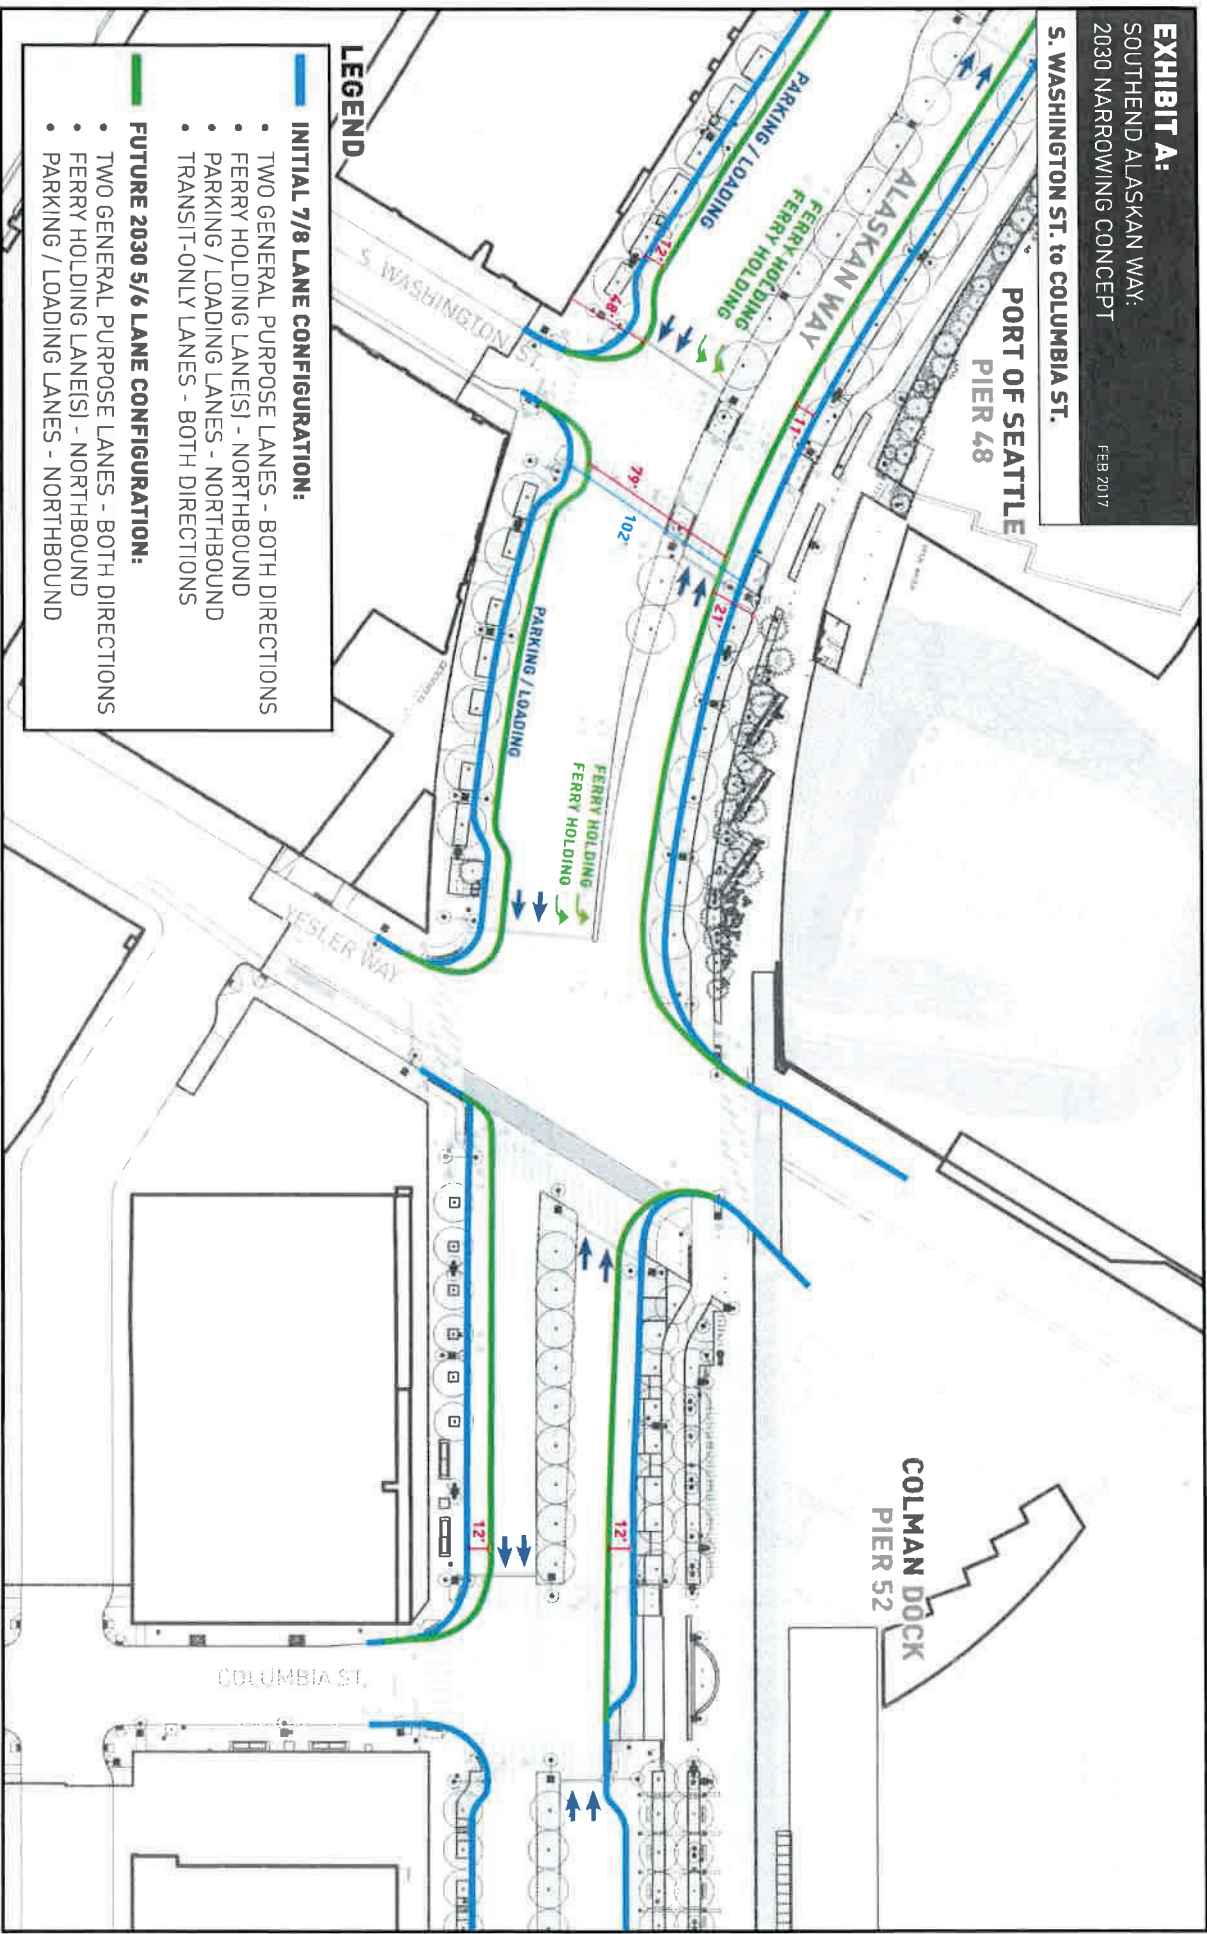 EXHIBIT A:
SOUTHEND ALASKAN WAY:
2030 NARROWING CONCEPT
FEB 2017
S. WASHINGTON ST. to COLUMBIA ST.
PORT OF SEATTLE
PIER 48
COLMAN DOCK
PIER 52
ALASKAN WAY
FERRY HOLDING
FERRY HOLDING
PARKING / LOADING
12'
48'
11'
79'
102'
21'
S. WASHINGTON ST.
PARKING / LOADING
FERRY HOLDING
FERRY HOLDING
YESLER WAY
12'
12'
COLUMBIA ST.
LEGEND
INITIAL 7/8 LANE CONFIGURATION:
• TWO GENERAL PURPOSE LANES - BOTH DIRECTIONS
• FERRY HOLDING LANE(S) - NORTHBOUND
• PARKING / LOADING LANES - NORTHBOUND
• TRANSIT-ONLY LANES - BOTH DIRECTIONS
FUTURE 2030 5/6 LANE CONFIGURATION:
• TWO GENERAL PURPOSE LANES - BOTH DIRECTIONS
• FERRY HOLDING LANE(S) - NORTHBOUND
• PARKING / LOADING LANES - NORTHBOUND